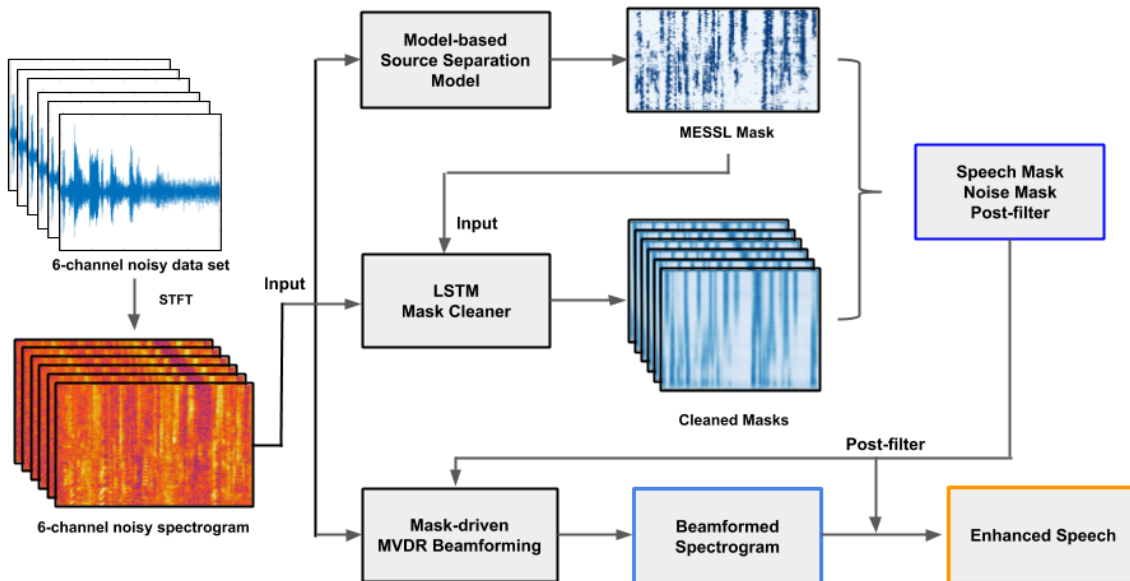 Model-based
Source Separation
Model
MESSL Mask
6-channel noisy data set
STFT
Input
Input
LSTM
Mask Cleaner
Speech Mask
Noise Mask
Post-filter
Cleaned Masks
6-channel noisy spectrogram
Post-filter
Mask-driven
MVDR Beamforming
Beamformed
Spectrogram
Enhanced Speech